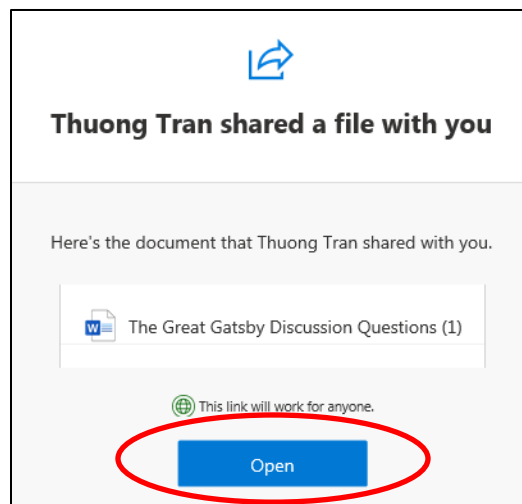 Thuong Tran shared a file with you
Here's the document that Thuong Tran shared with you.
W The Great Gatsby Discussion Questions (1)
This link will work for anyone.
Open